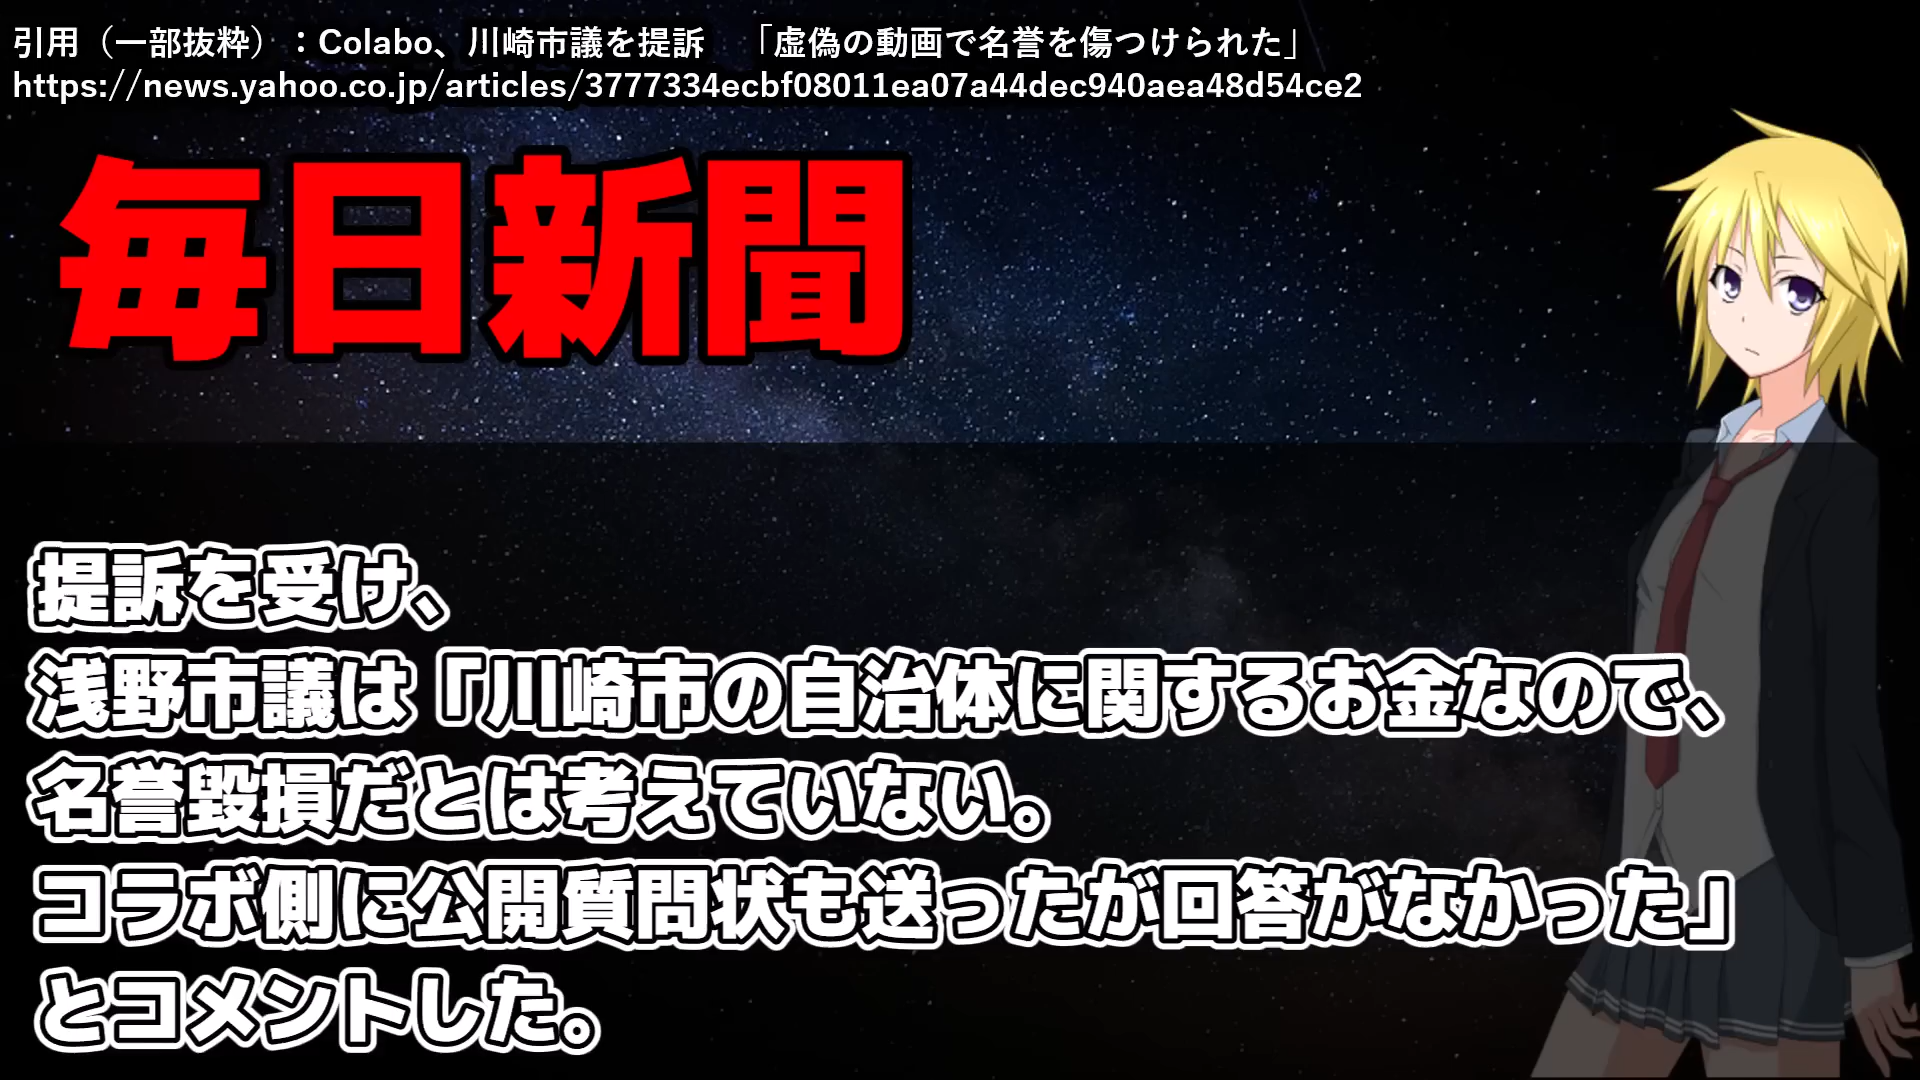 引用（一部抜粋）：Colabo、川崎市議を提訴　「虚偽の動画で名誉を傷つけられた」
https://news.yahoo.co.jp/articles/3777334ecbf08011ea07a44dec940aea48d54ce2
毎日新聞
提訴を受け、
浅野市議は「川崎市の自治体に関するお金なので、
名誉毀損だとは考えていない。
コラボ側に公開質問状も送ったが回答がなかった」
とコメントした。